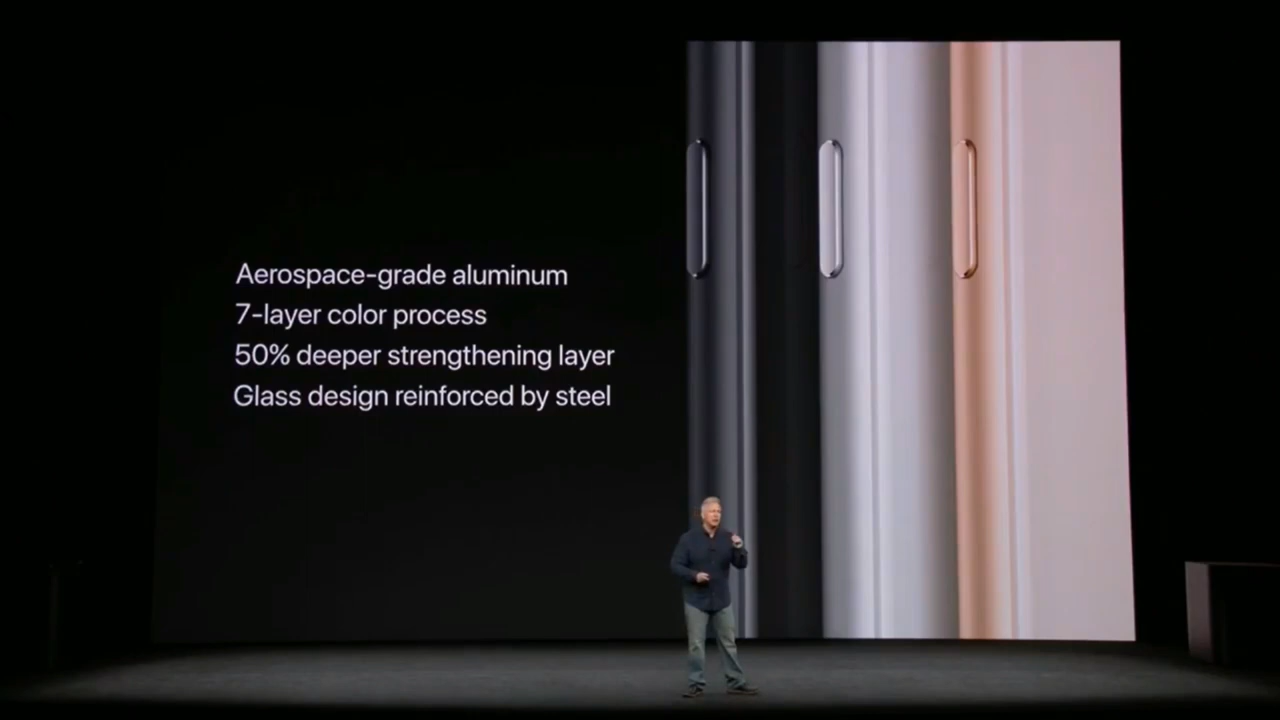 Aerospace-grade aluminum
7-layer color process
50% deeper strengthening layer
Glass design reinforced by steel